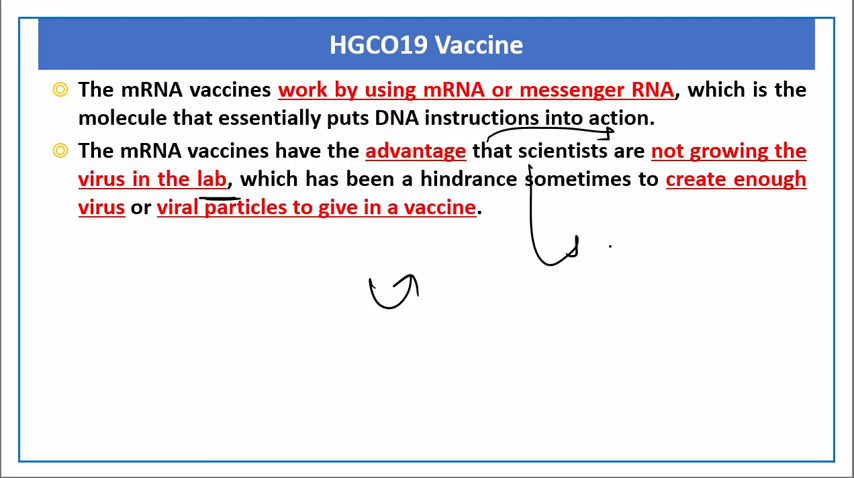 HGCO19 Vaccine
The mRNA vaccines work by using mRNA or messenger RNA, which is the
molecule that essentially puts DNA instructions into action.
The mRNA vaccines have the advantage that scientists are not growing the
virus in the lab, which has been a hindrance sometimes to create enough
virus or viral particles to give in a vaccine.